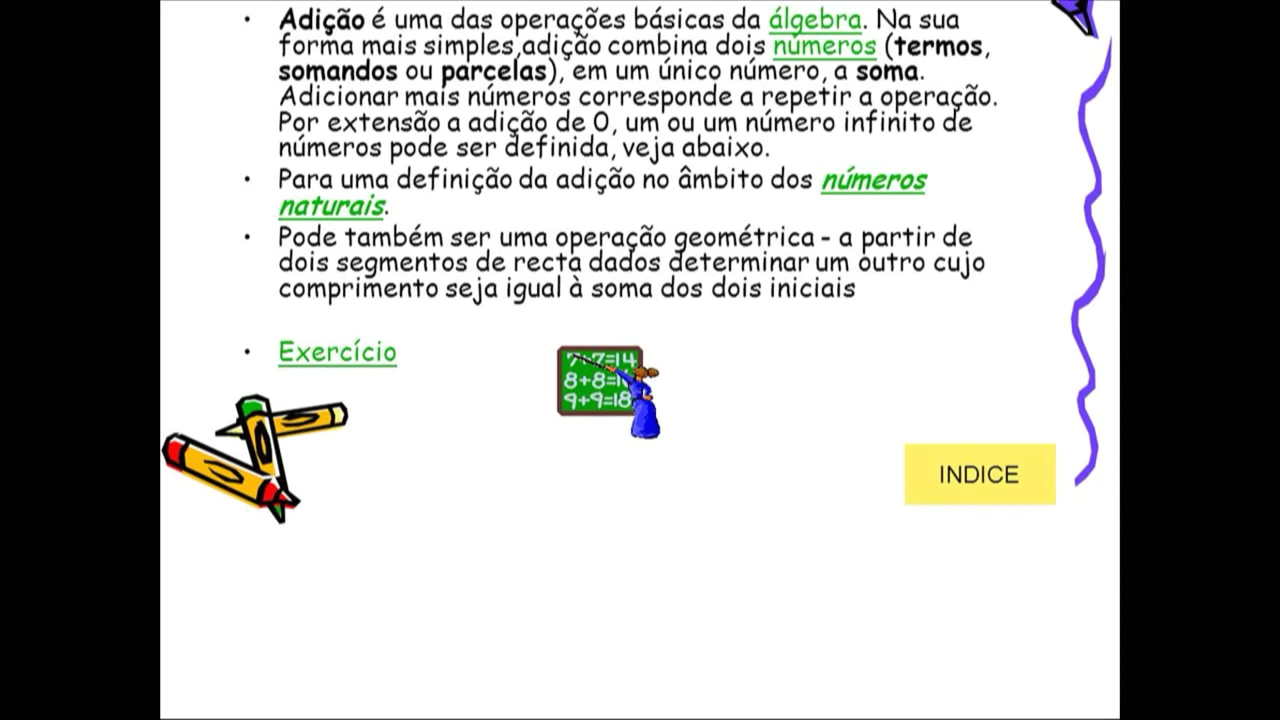 • Adição é uma das operações básicas da álgebra. Na sua
forma mais simples,adição combina dois números (termos,
somandos ou parcelas), em um único número, a soma.
Adicionar mais números corresponde a repetir a operação.
Por extensão a adição de 0, um ou um número infinito de
números pode ser definida, veja abaixo.
• Para uma definição da adição no âmbito dos números
naturais.
• Pode também ser uma operação geométrica - a partir de
dois segmentos de recta dados determinar um outro cujo
comprimento seja igual à soma dos dois iniciais
• Exercício
7+7=14
8+8=1
9+9=18
INDICE